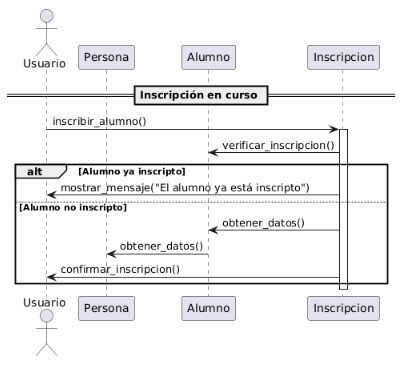 Usuario
Persona
Alumno
Inscripcion
Inscripción en curso
inscribir_alumno()
verificar_inscripcion()
alt [Alumno ya inscripto]
mostrar_mensaje("El alumno ya está inscripto")
[Alumno no inscripto]
obtener_datos()
obtener_datos()
confirmar_inscripcion()
Usuario
Persona
Alumno
Inscripcion